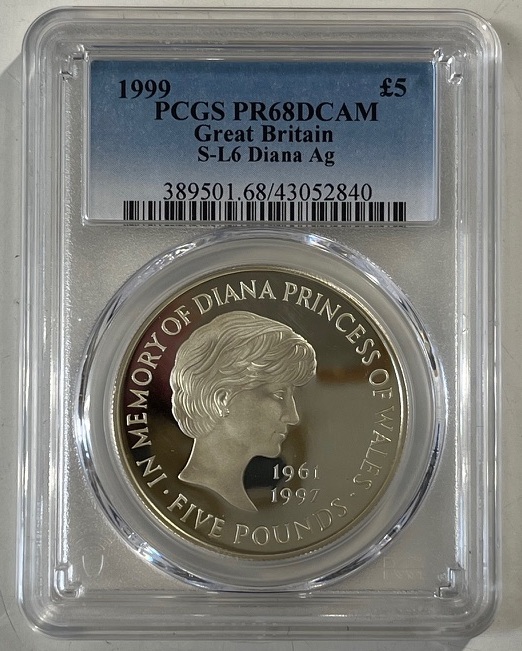 1999 £5
PCGS PR68DCAM
Great Britain
S-L6 Diana Ag
389501.68/43052840
IN MEMORY OF DIANA PRINCESS OF WALES ·
1961
1997
· FIVE POUNDS ·